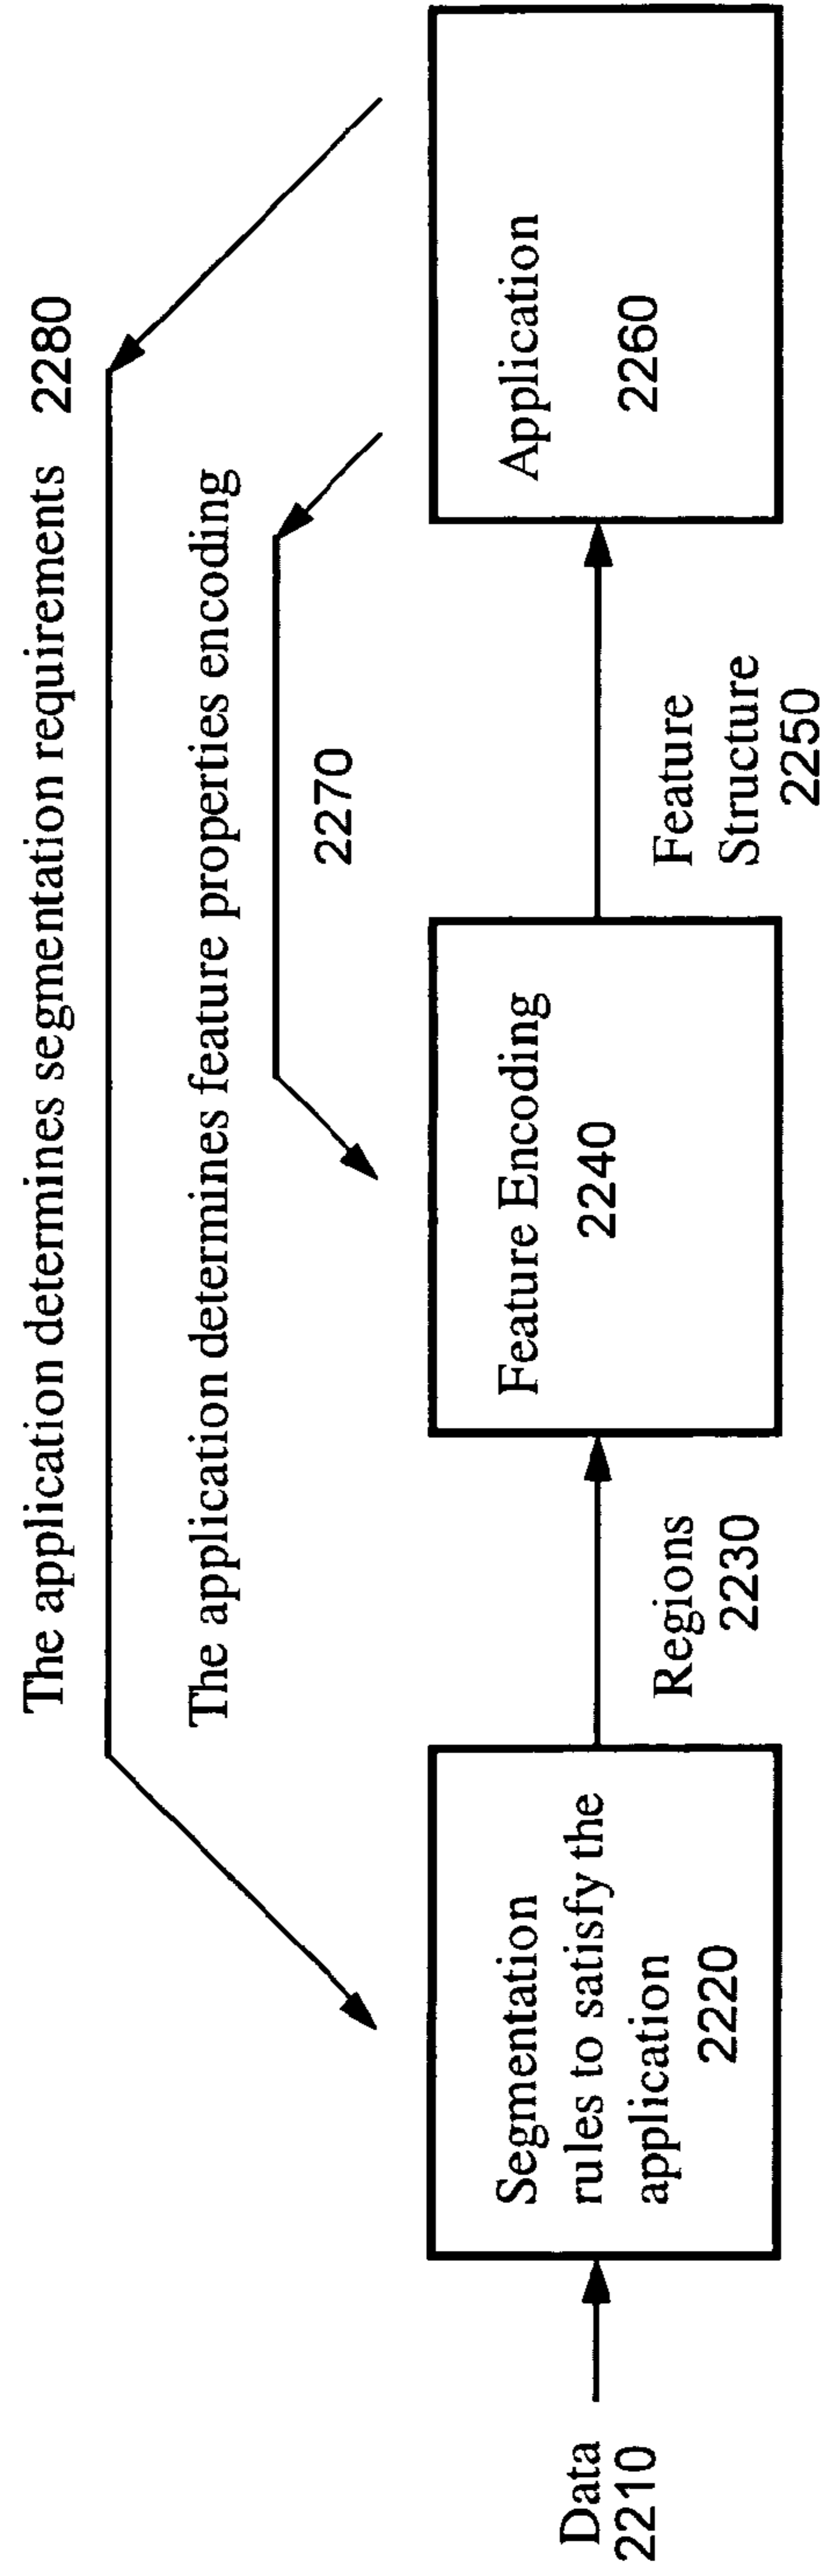 The application determines segmentation requirements 2280
The application determines feature properties encoding
2270
Data
2210
Segmentation
rules to satisfy the
application
2220
Regions
2230
Feature Encoding
2240
Feature
Structure
2250
Application
2260